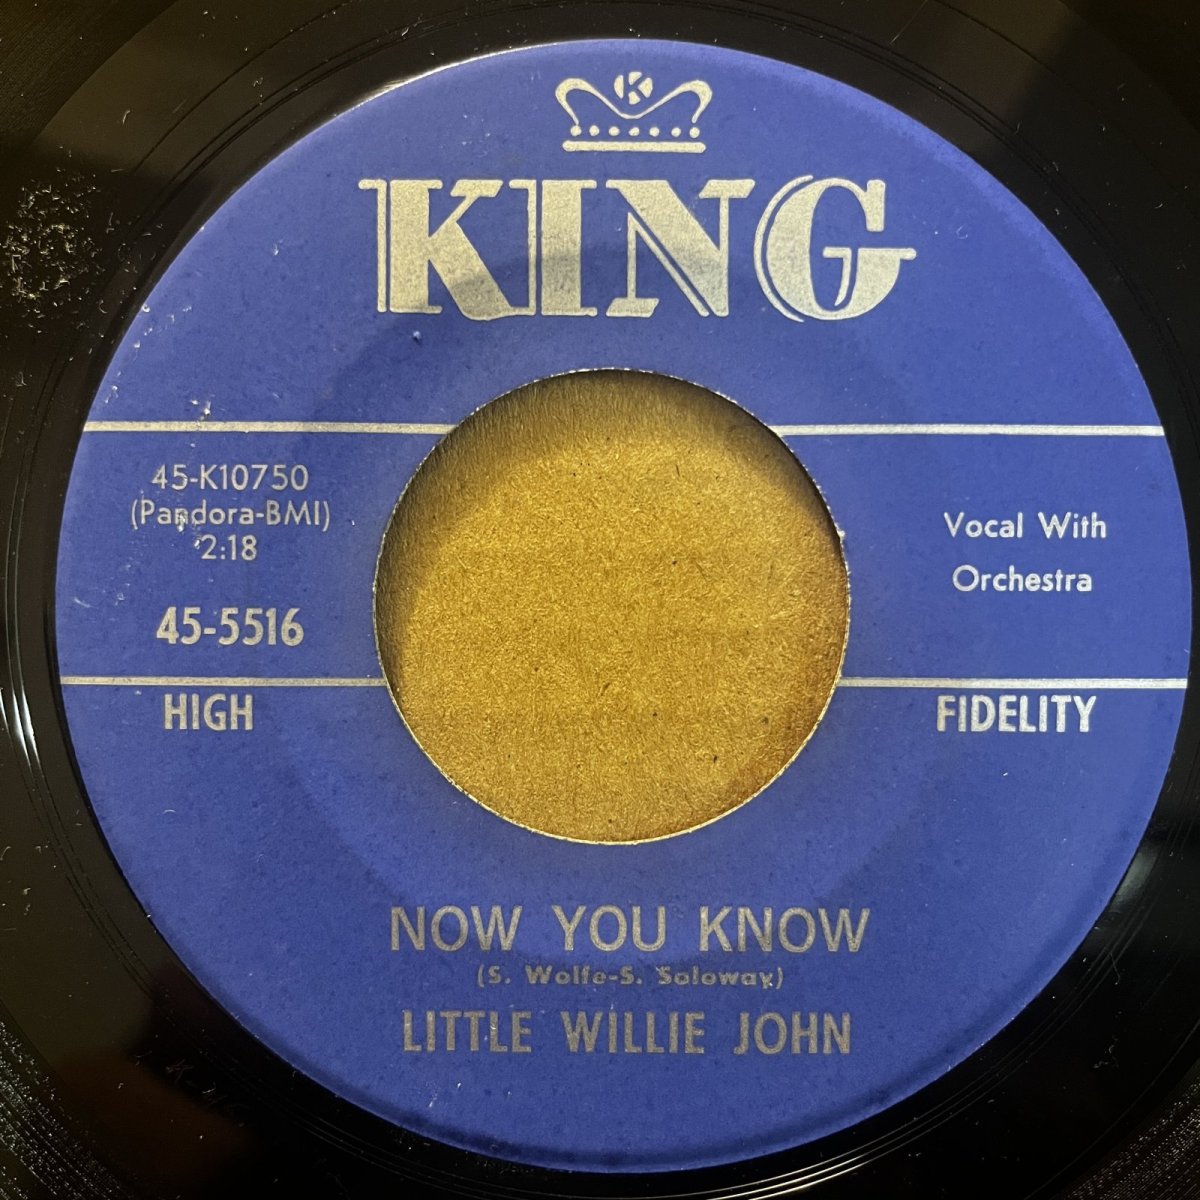 K
KING
45-K10750
(Pandora-BMI)
2:18
45-5516
Vocal With
Orchestra
HIGH
FIDELITY
NOW YOU KNOW
(S. Wolfe-S. Soloway)
LITTLE WILLIE JOHN